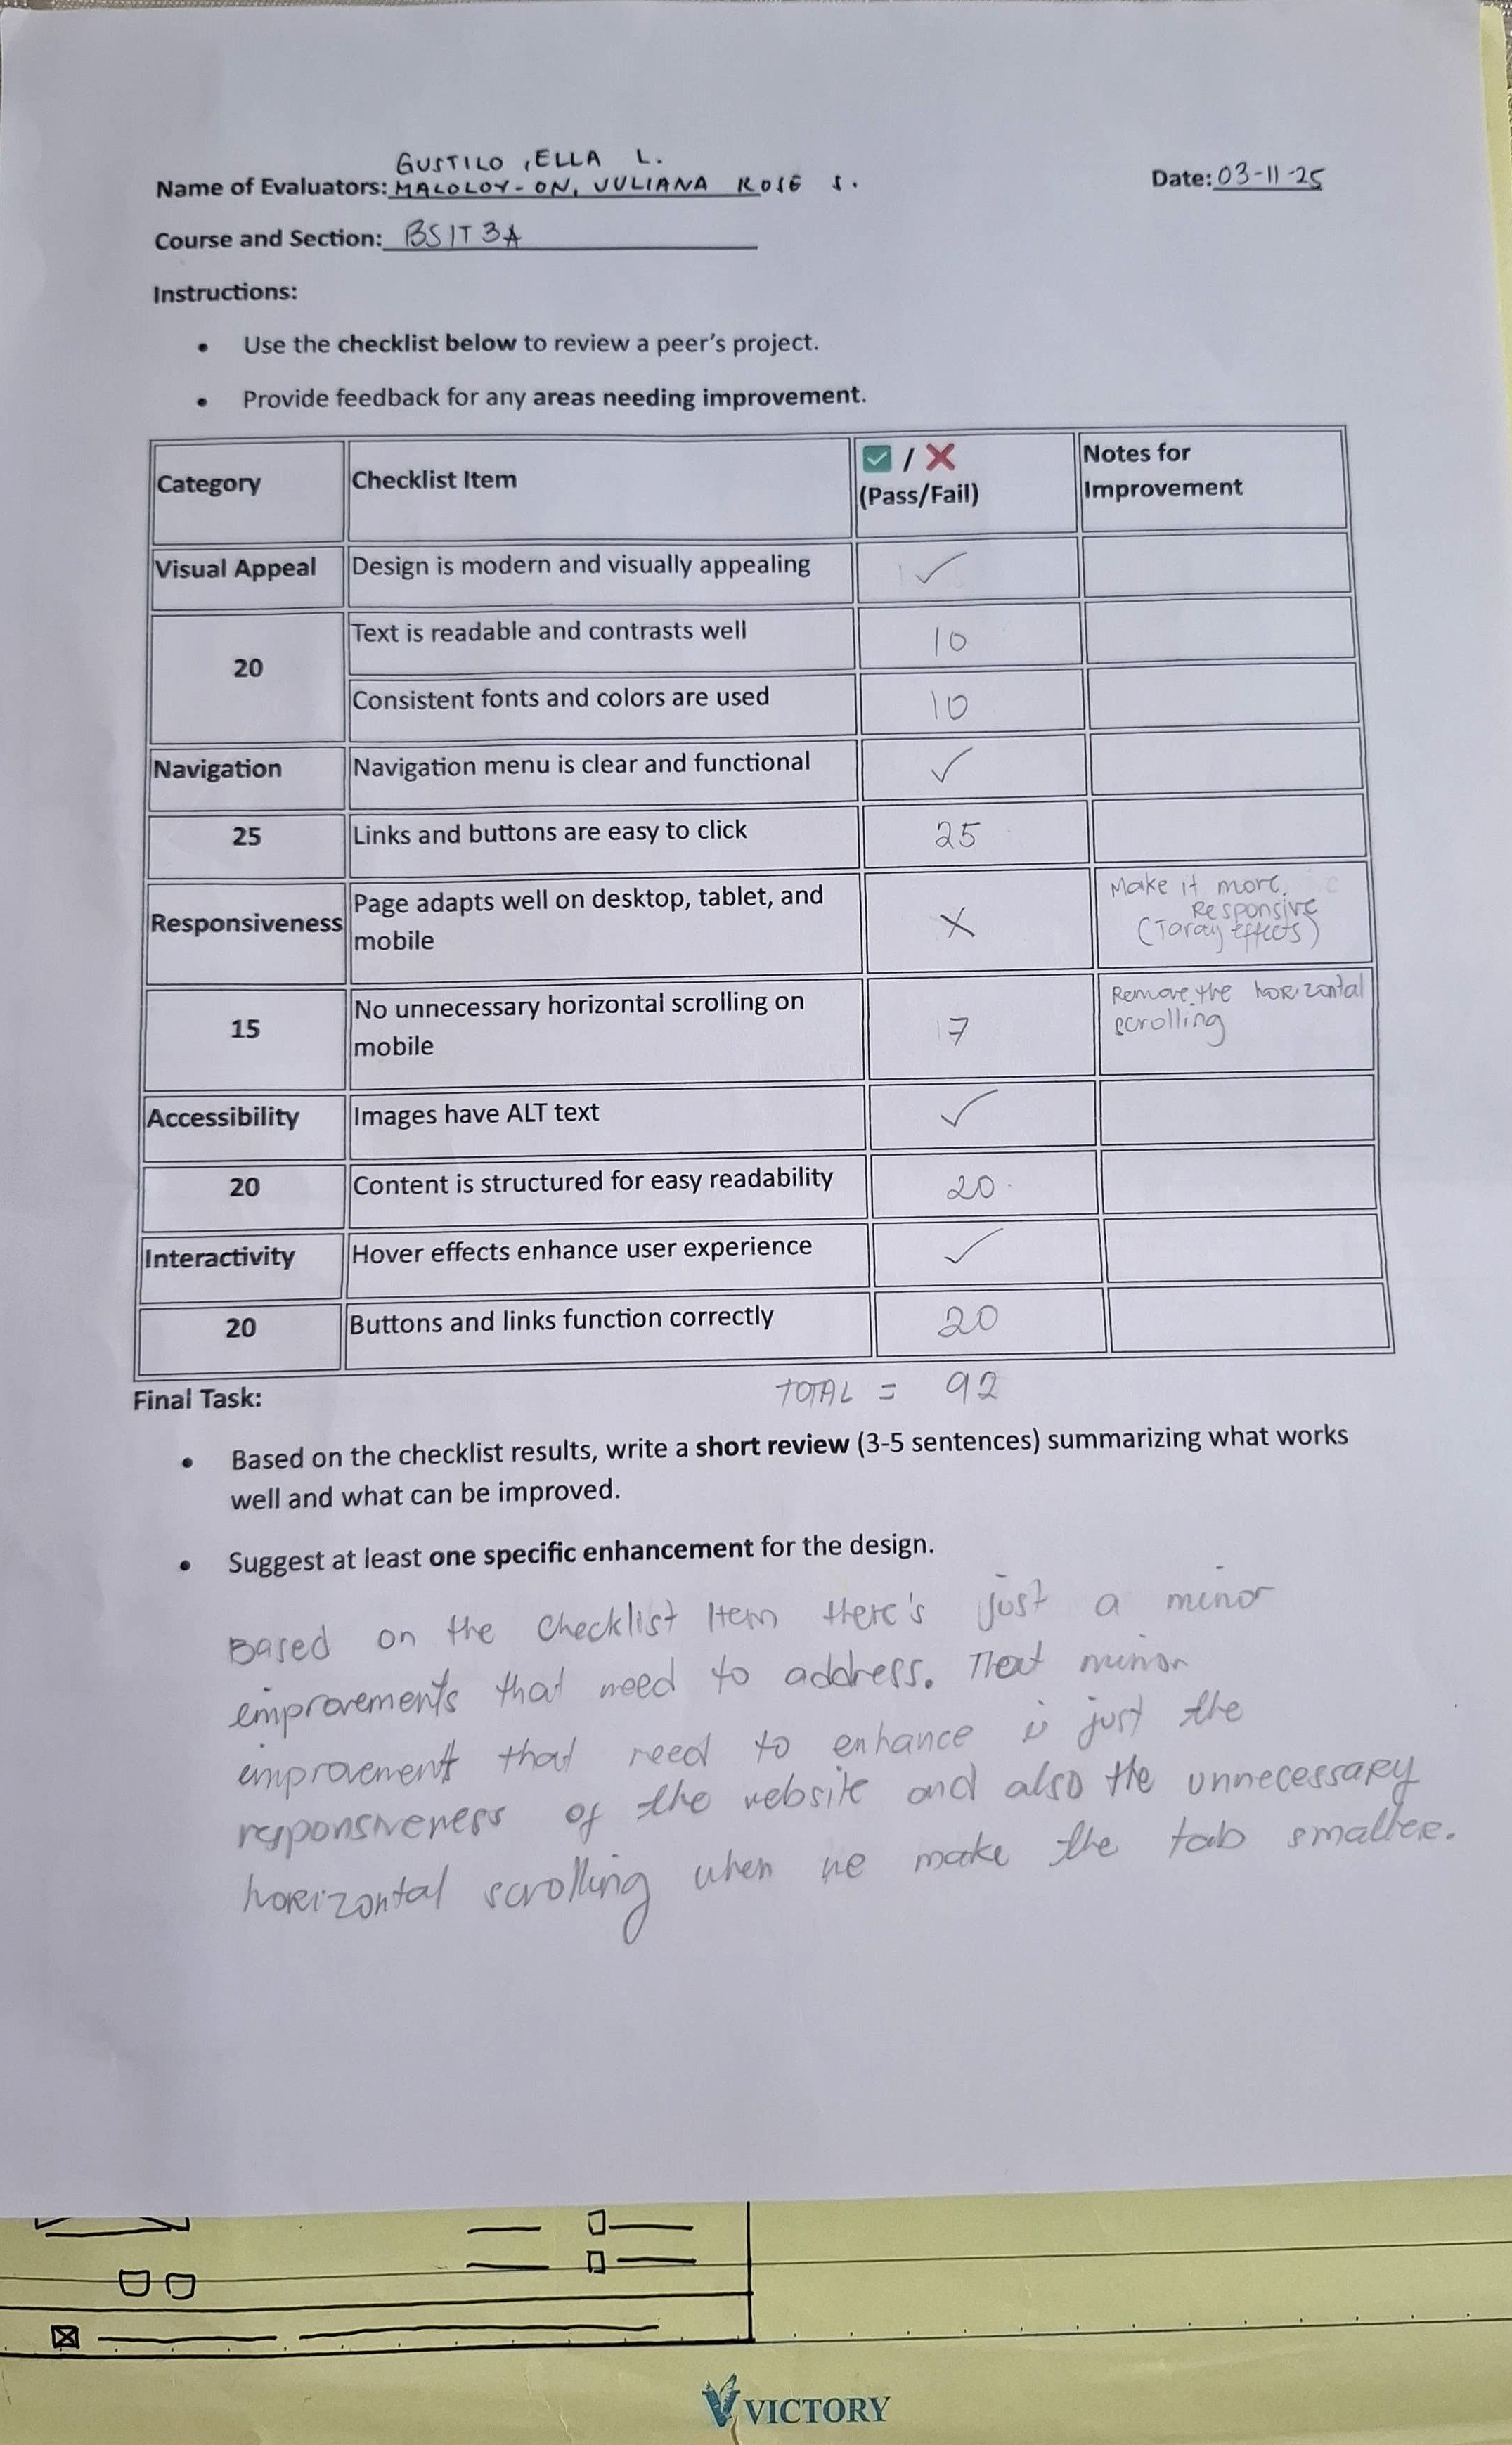 GUSTILO, ELLA L.
Name of Evaluators: MALOLOY-ON, JULIANA ROSE S.
Date: 03-11-25
Course and Section: BSIT 3A
Instructions:
• Use the checklist below to review a peer's project.
• Provide feedback for any areas needing improvement.
Category Checklist Item ✅ / ❌ (Pass/Fail) Notes for Improvement
Visual Appeal Design is modern and visually appealing ✓
20 Text is readable and contrasts well 10
Consistent fonts and colors are used 10
Navigation Navigation menu is clear and functional ✓
25 Links and buttons are easy to click 25
Responsiveness Page adapts well on desktop, tablet, and mobile X Make it more Responsive (Taray effects)
15 No unnecessary horizontal scrolling on mobile 7 Remove the horizontal scrolling
Accessibility Images have ALT text ✓
20 Content is structured for easy readability 20
Interactivity Hover effects enhance user experience ✓
20 Buttons and links function correctly 20
TOTAL = 92
Final Task:
• Based on the checklist results, write a short review (3-5 sentences) summarizing what works
well and what can be improved.
• Suggest at least one specific enhancement for the design.
Based on the checklist Item there's just a minor
emprovements that need to address. That minor
emprovement that need to enhance is just the
responsiveness of the website and also the unnecessary
horizontal scrolling when we make the tab smaller.
VICTORY